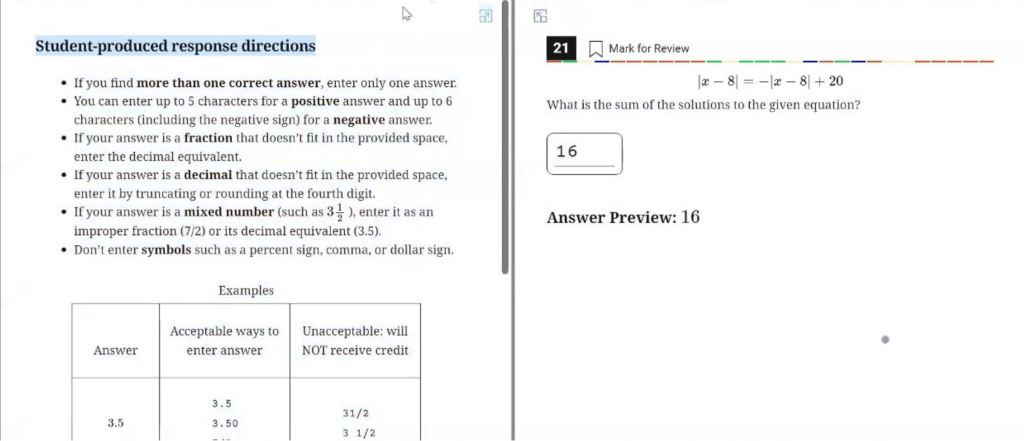 Student-produced response directions
• If you find more than one correct answer, enter only one answer.
• You can enter up to 5 characters for a positive answer and up to 6
characters (including the negative sign) for a negative answer.
• If your answer is a fraction that doesn't fit in the provided space,
enter the decimal equivalent.
• If your answer is a decimal that doesn't fit in the provided space,
enter it by truncating or rounding at the fourth digit.
• If your answer is a mixed number (such as 3 1/2 ), enter it as an
improper fraction (7/2) or its decimal equivalent (3.5).
• Don't enter symbols such as a percent sign, comma, or dollar sign.
Examples
Answer
Acceptable ways to
enter answer
Unacceptable: will
NOT receive credit
3.5
3.5
3.50
31/2
3 1/2
21 Mark for Review
|x − 8| = −|x − 8| + 20
What is the sum of the solutions to the given equation?
16
Answer Preview: 16